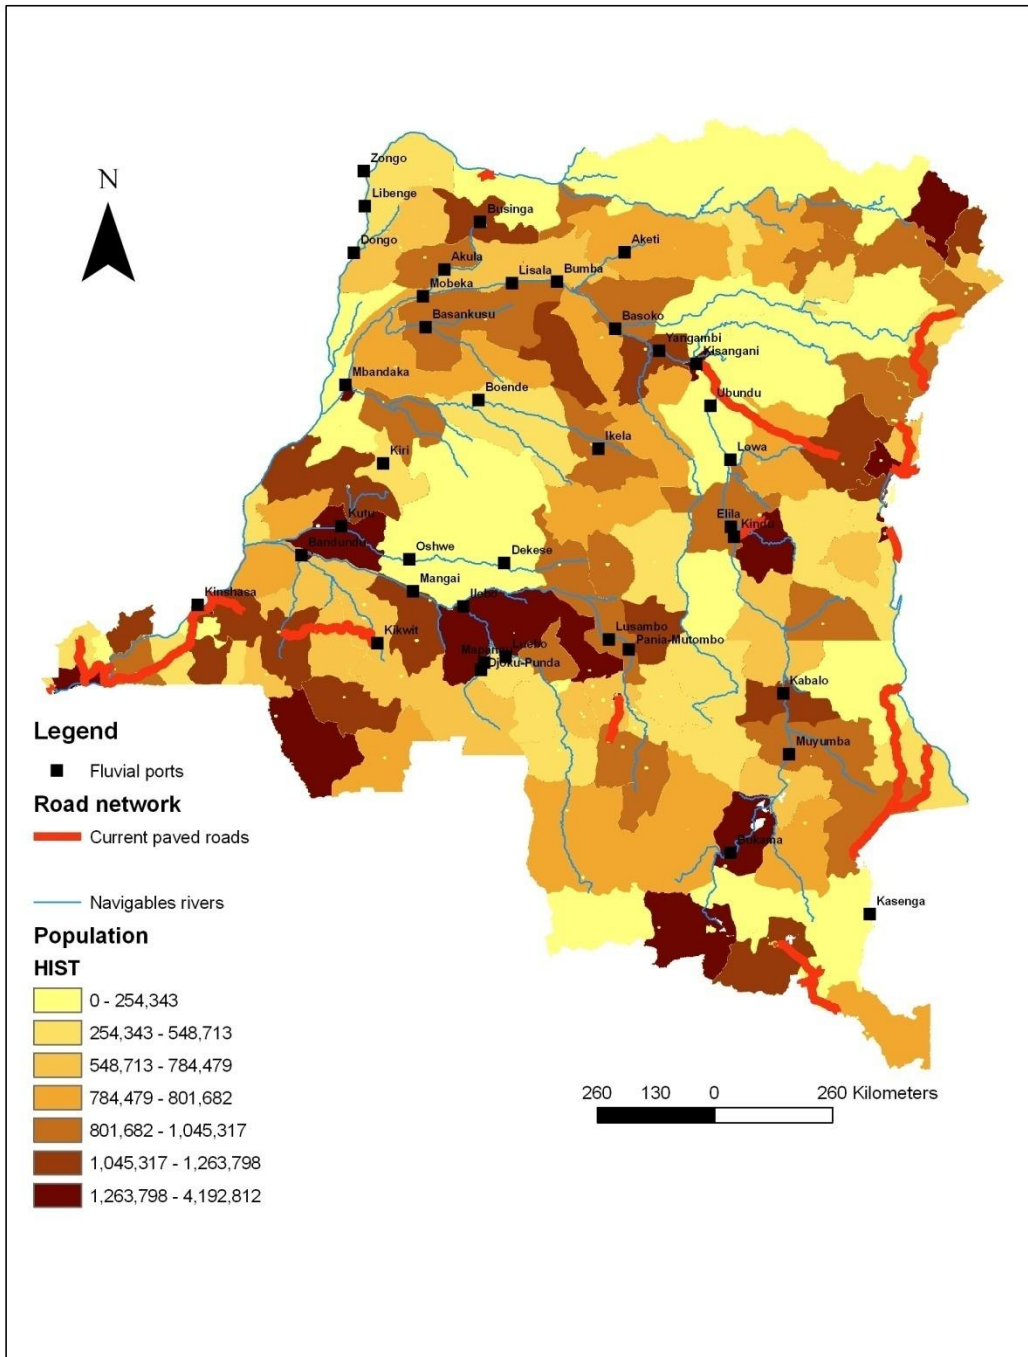 Zongo
N
Libenge
Businga
Dongo
Aketi
Akula
Lisala
Bumba
Mobeka
Basankusu
Basoko
Yangambi
Kisangani
Mbandaka
Boende
Ubundu
Ikela
Kiri
Lowa
Kutu
Elila
Kindu
Bandundu
Oshwe
Dekese
Mangai
Kinshasa
Ilebo
Kikwit
Lusambo
Luebo
Pania-Mutombo
Djoku-Punda
Kabalo
Legend
Muyumba
Fluvial ports
Road network
Current paved roads
Bukama
Navigables rivers
Kasenga
Population
HIST
0 - 254,343
254,343 - 548,713
548,713 - 784,479
784,479 - 801,682
801,682 - 1,045,317
1,045,317 - 1,263,798
1,263,798 - 4,192,812
260 130 0 260 Kilometers